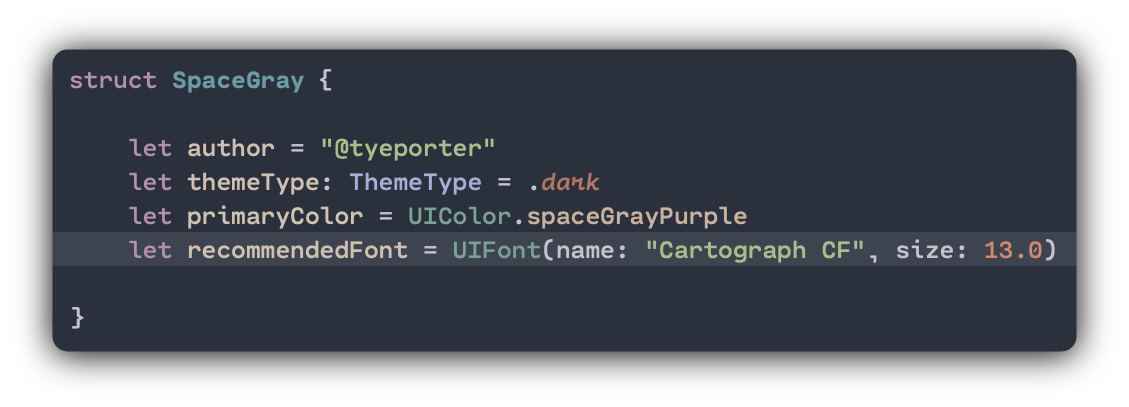 struct SpaceGray {
let author = "@tyeporter"
let themeType: ThemeType = .dark
let primaryColor = UIColor.spaceGrayPurple
let recommendedFont = UIFont(name: "Cartograph CF", size: 13.0)
}